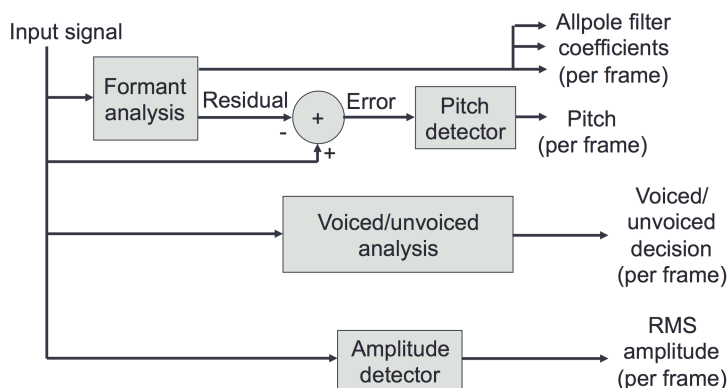 Input signal
Allpole filter
coefficients
(per frame)
Formant
analysis
Residual
-
+
+
Error
Pitch
detector
Pitch
(per frame)
Voiced/unvoiced
analysis
Voiced/
unvoiced
decision
(per frame)
Amplitude
detector
RMS
amplitude
(per frame)